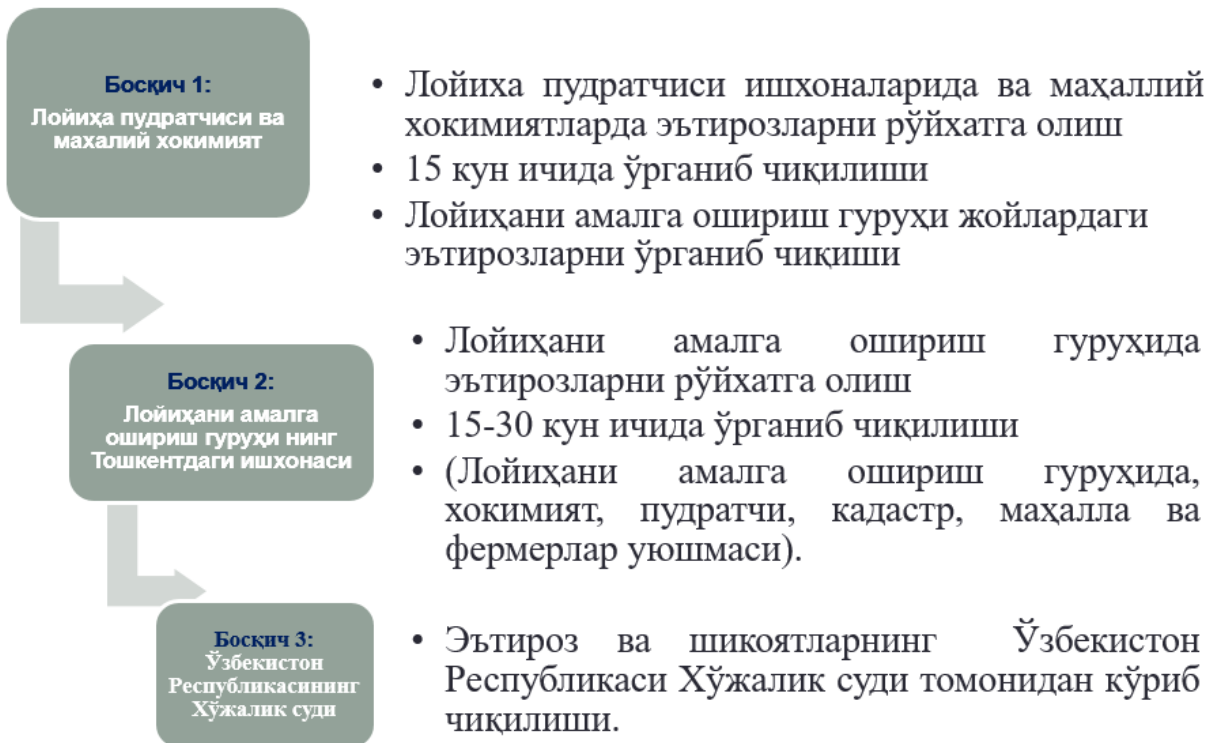 Босқич 1:
Лойиҳа пудратчиси ва
махалий хокимият
• Лойиха пудратчиси ишхоналарида ва маҳаллий
хокимиятларда эътирозларни рўйхатга олиш
• 15 кун ичида ўрганиб чиқилиши
• Лойиҳани амалга ошириш гуруҳи жойлардаги
эътирозларни ўрганиб чиқиши
Босқич 2:
Лойиҳани амалга
ошириш гуруҳи нинг
Тошкентдаги ишхонаси
• Лойиҳани амалга ошириш гуруҳида
эътирозларни рўйхатга олиш
• 15-30 кун ичида ўрганиб чиқилиши
• (Лойиҳани амалга ошириш гуруҳида,
хокимият, пудратчи, кадастр, маҳалла ва
фермерлар уюшмаси).
Босқич 3:
Ўзбекистон
Республикасининг
Хўжалик суди
• Эътироз ва шикоятларнинг Ўзбекистон
Республикаси Хўжалик суди томонидан кўриб
чиқилиши.